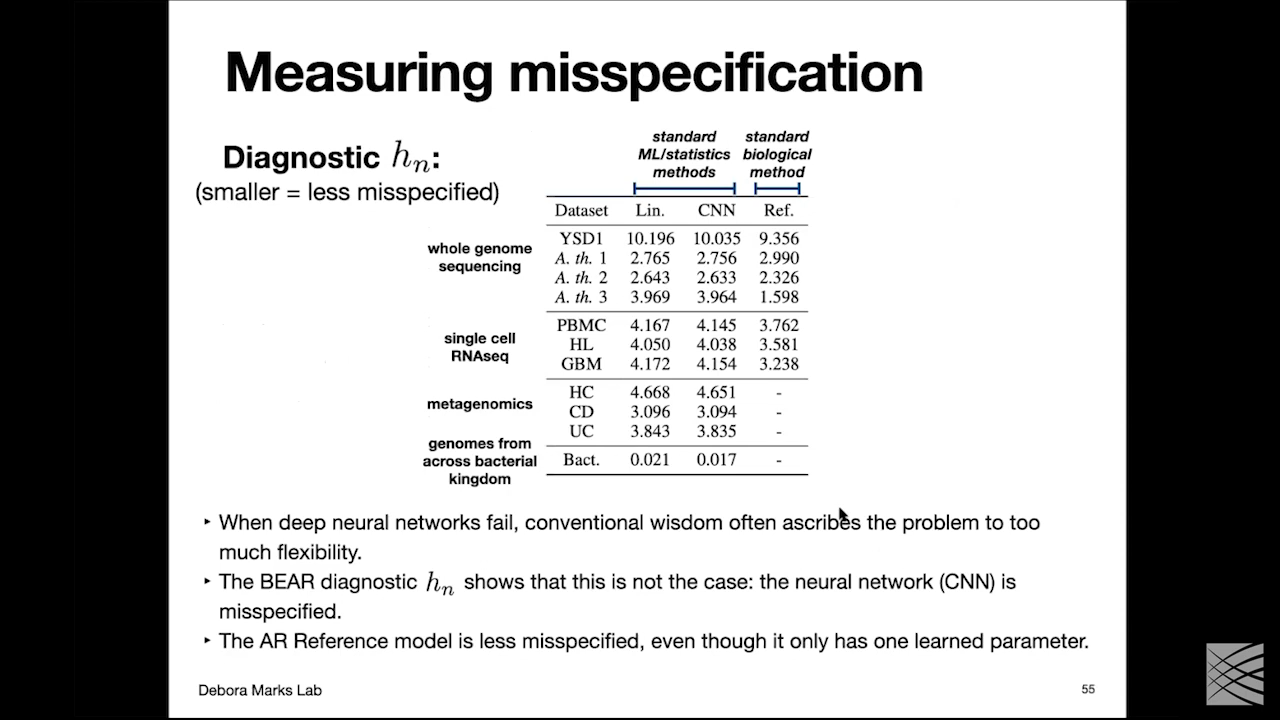 Measuring misspecification
Diagnostic hn:
(smaller = less misspecified)
standard ML/statistics methods
standard biological method
Dataset Lin. CNN Ref.
whole genome sequencing
YSD1 10.196 10.035 9.356
A. th. 1 2.765 2.756 2.990
A. th. 2 2.643 2.633 2.326
A. th. 3 3.969 3.964 1.598
single cell RNAseq
PBMC 4.167 4.145 3.762
HL 4.050 4.038 3.581
GBM 4.172 4.154 3.238
metagenomics
HC 4.668 4.651 -
CD 3.096 3.094 -
UC 3.843 3.835 -
genomes from across bacterial kingdom
Bact. 0.021 0.017 -
‣ When deep neural networks fail, conventional wisdom often ascribes the problem to too
much flexibility.
‣ The BEAR diagnostic hn shows that this is not the case: the neural network (CNN) is
misspecified.
‣ The AR Reference model is less misspecified, even though it only has one learned parameter.
Debora Marks Lab
55